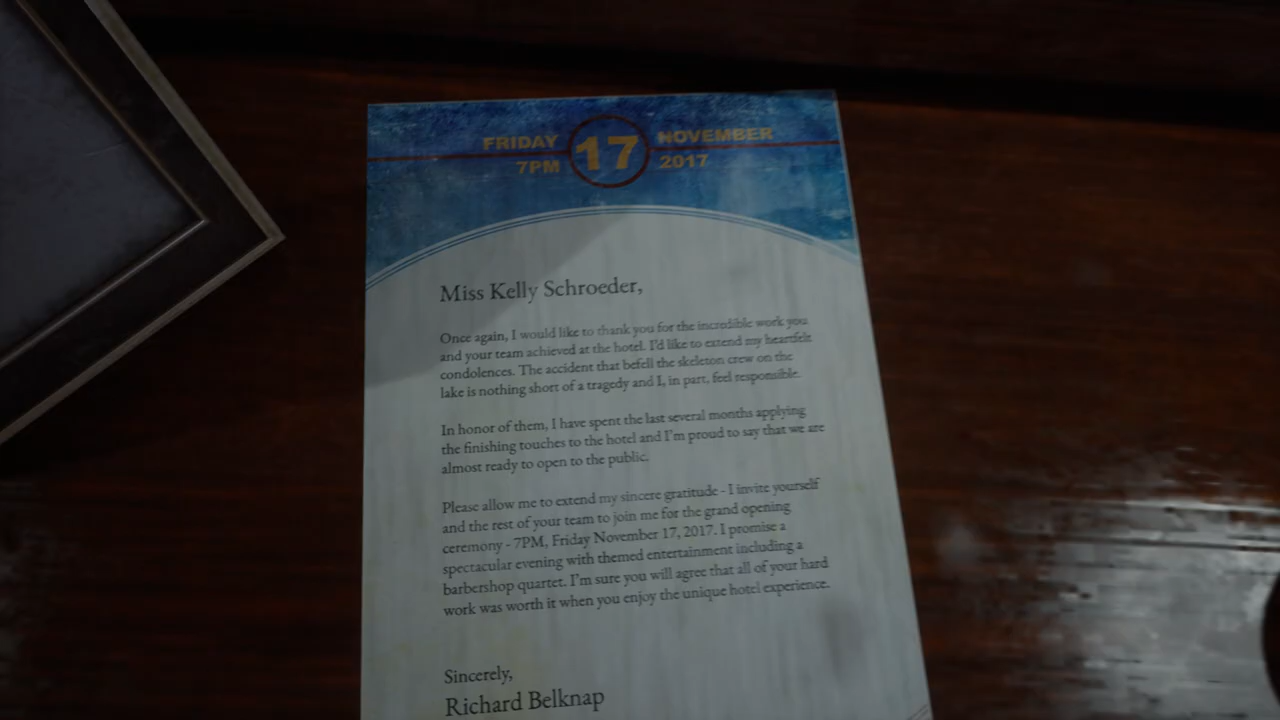 FRIDAY 17 NOVEMBER
7PM 2017
Miss Kelly Schroeder,
Once again, I would like to thank you for the incredible work you
and your team achieved at the hotel. I'd like to extend my heartfelt
condolences. The accident that befell the skeleton crew on the
lake is nothing short of a tragedy and I, in part, feel responsible.
In honor of them, I have spent the last several months applying
the finishing touches to the hotel and I'm proud to say that we are
almost ready to open to the public.
Please allow me to extend my sincere gratitude - I invite yourself
and the rest of your team to join me for the grand opening
ceremony - 7PM, Friday November 17, 2017. I promise a
spectacular evening with themed entertainment including a
barbershop quartet. I'm sure you will agree that all of your hard
work was worth it when you enjoy the unique hotel experience.
Sincerely,
Richard Belknap